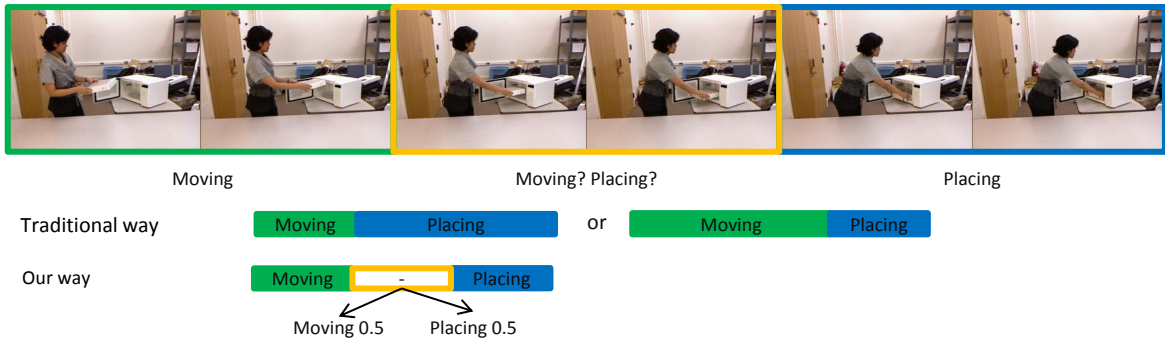 Moving Moving? Placing? Placing
Traditional way Moving Placing or Moving Placing
Our way Moving - Placing
Moving 0.5 Placing 0.5